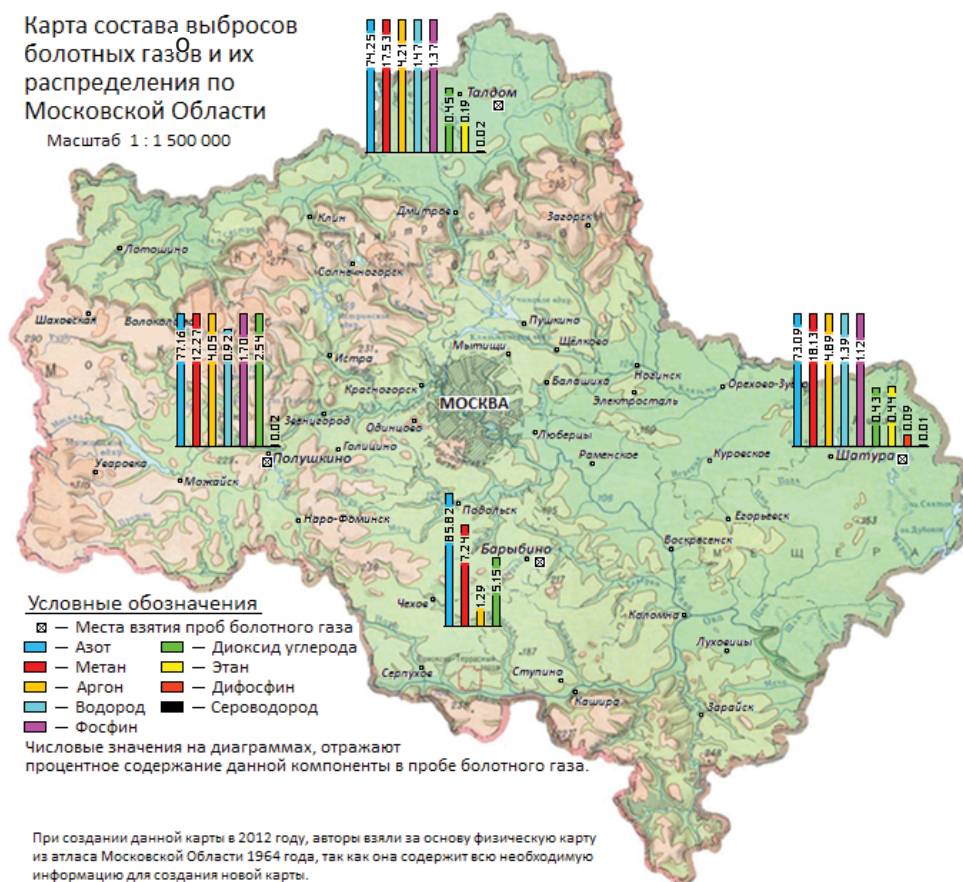 Карта состава выбросов
болотных газов и их
распределения по
Московской Области
Масштаб 1 : 1 500 000
74.25
17.53
4.21
1.47
1.37
0.45
0.19
0.02
Талдом
Клин
Дмитров
Загорск
Лотошино
Солнечногорск
Шаховская
Пушкино
Мытищи
Щёлково
Истра
Ногинск
Красногорск
Балашиха
Орехово-Зуево
МОСКВА
Электросталь
Звенигород
Одинцово
Люберцы
Голицино
77.16
12.27
4.05
0.921
1.70
2.54
0.02
73.09
18.13
4.89
1.39
1.12
0.43
0.09
0.01
Полушкино
Раменское
Куровское
Шатура
Уваровка
Можайск
Подольск
Наро-Фоминск
Егорьевск
Барыбино
Воскресенск
МЕЩЕРА
85.82
7.24
1.29
5.15
Чехов
Коломна
Луховицы
Серпухов
Ступино
Кашира
Зарайск
Условные обозначения
— Места взятия проб болотного газа
— Азот — Диоксид углерода
— Метан — Этан
— Аргон — Дифосфин
— Водород — Сероводород
— Фосфин
Числовые значения на диаграммах, отражают
процентное содержание данной компоненты в пробе болотного газа.
При создании данной карты в 2012 году, авторы взяли за основу физическую карту
из атласа Московской Области 1964 года, так как она содержит всю необходимую
информацию для создания новой карты.